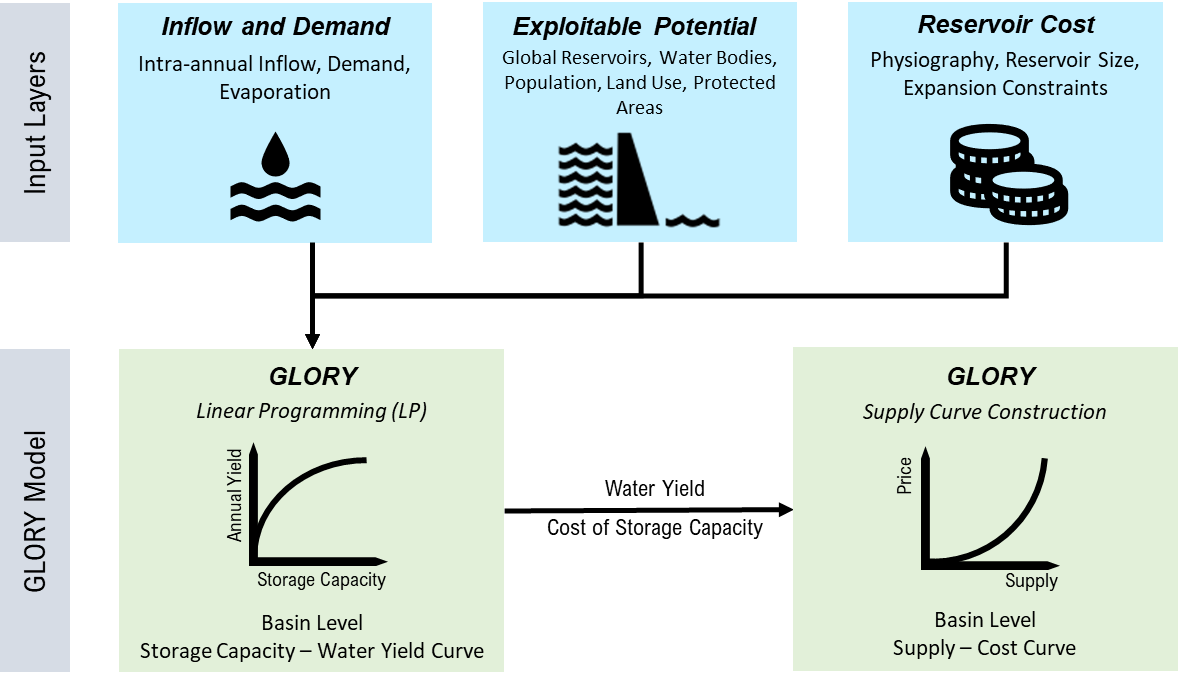 Input Layers
Inflow and Demand
Intra-annual Inflow, Demand,
Evaporation
Exploitable Potential
Global Reservoirs, Water Bodies,
Population, Land Use, Protected
Areas
Reservoir Cost
Physiography, Reservoir Size,
Expansion Constraints
GLORY Model
GLORY
Linear Programming (LP)
Annual Yield
Storage Capacity
Basin Level
Storage Capacity – Water Yield Curve
Water Yield
Cost of Storage Capacity
GLORY
Supply Curve Construction
Price
Supply
Basin Level
Supply – Cost Curve